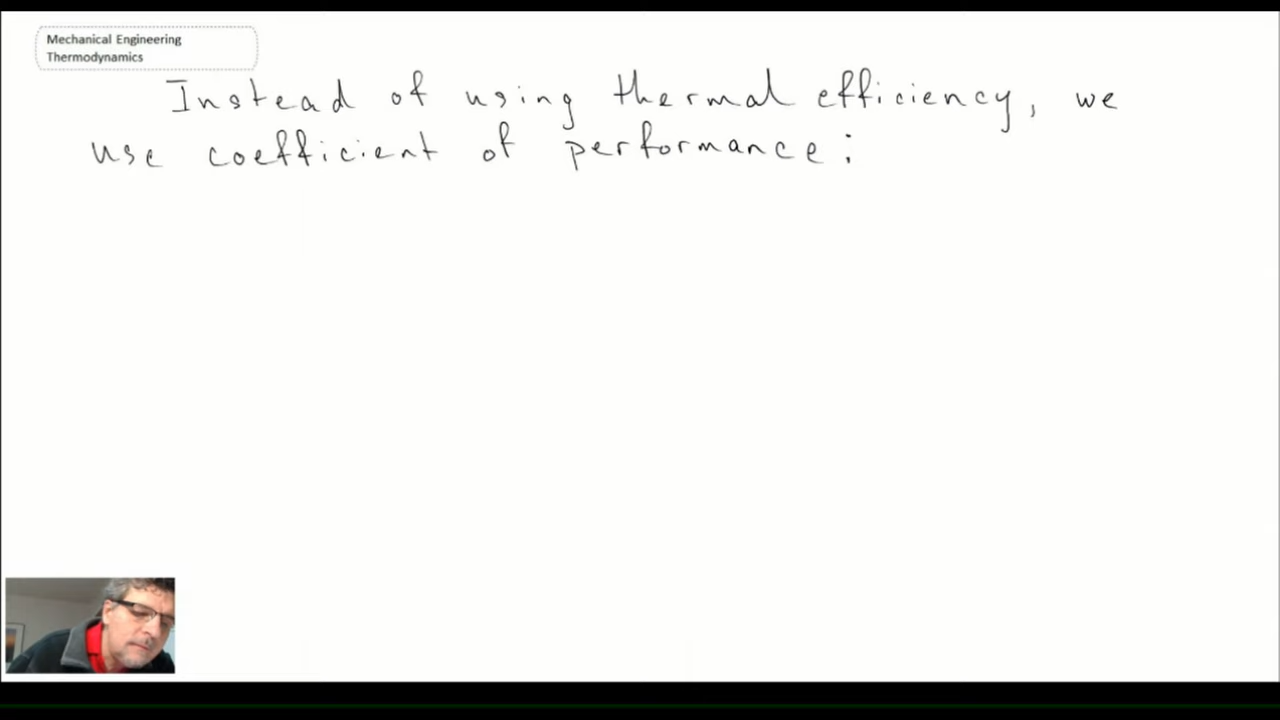 Mechanical Engineering
Thermodynamics
Instead of using thermal efficiency, we
use coefficient of performance: